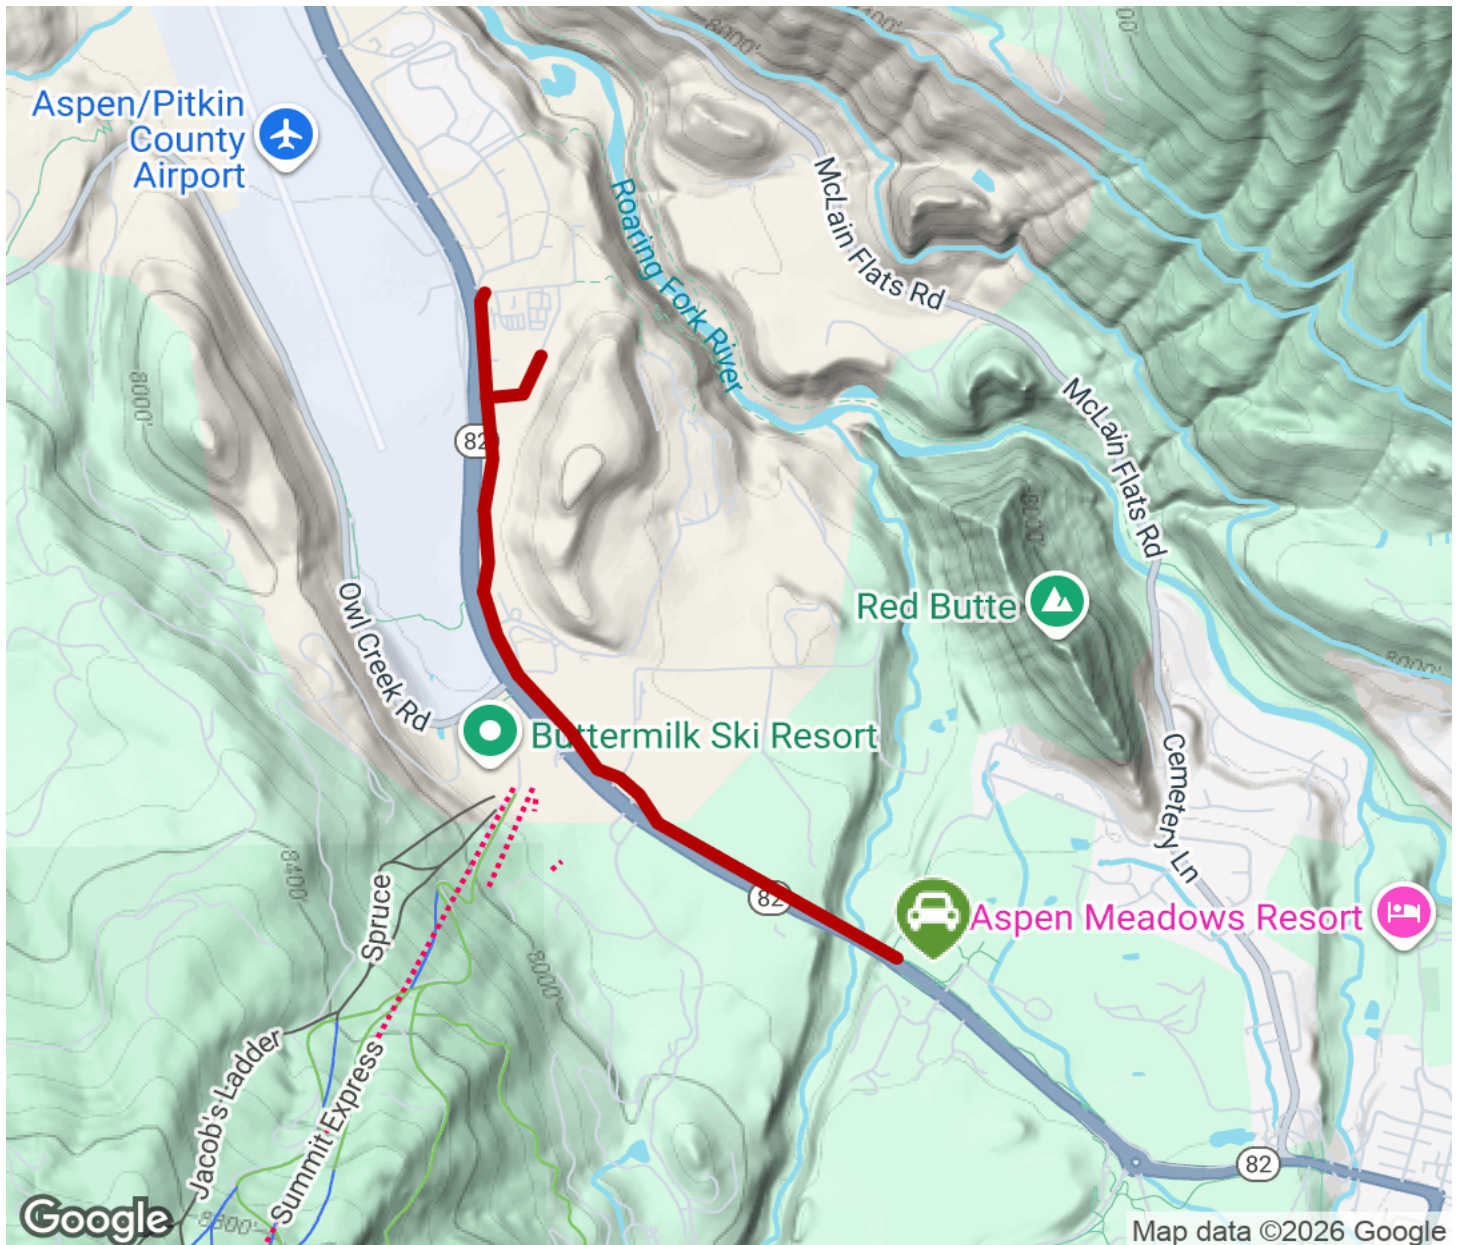 8000'
Aspen/Pitkin
County
Airport
McLain Flats Rd
Roaring Fork River
8000'
McLain Flats Rd
82
Owl Creek Rd
Red Butte
8000'
Buttermilk Ski Resort
Cemetery Ln
8400'
Spruce
82
Aspen Meadows Resort
8000'
Jacob's Ladder
Summit Express
82
Google
Map data ©2026 Google